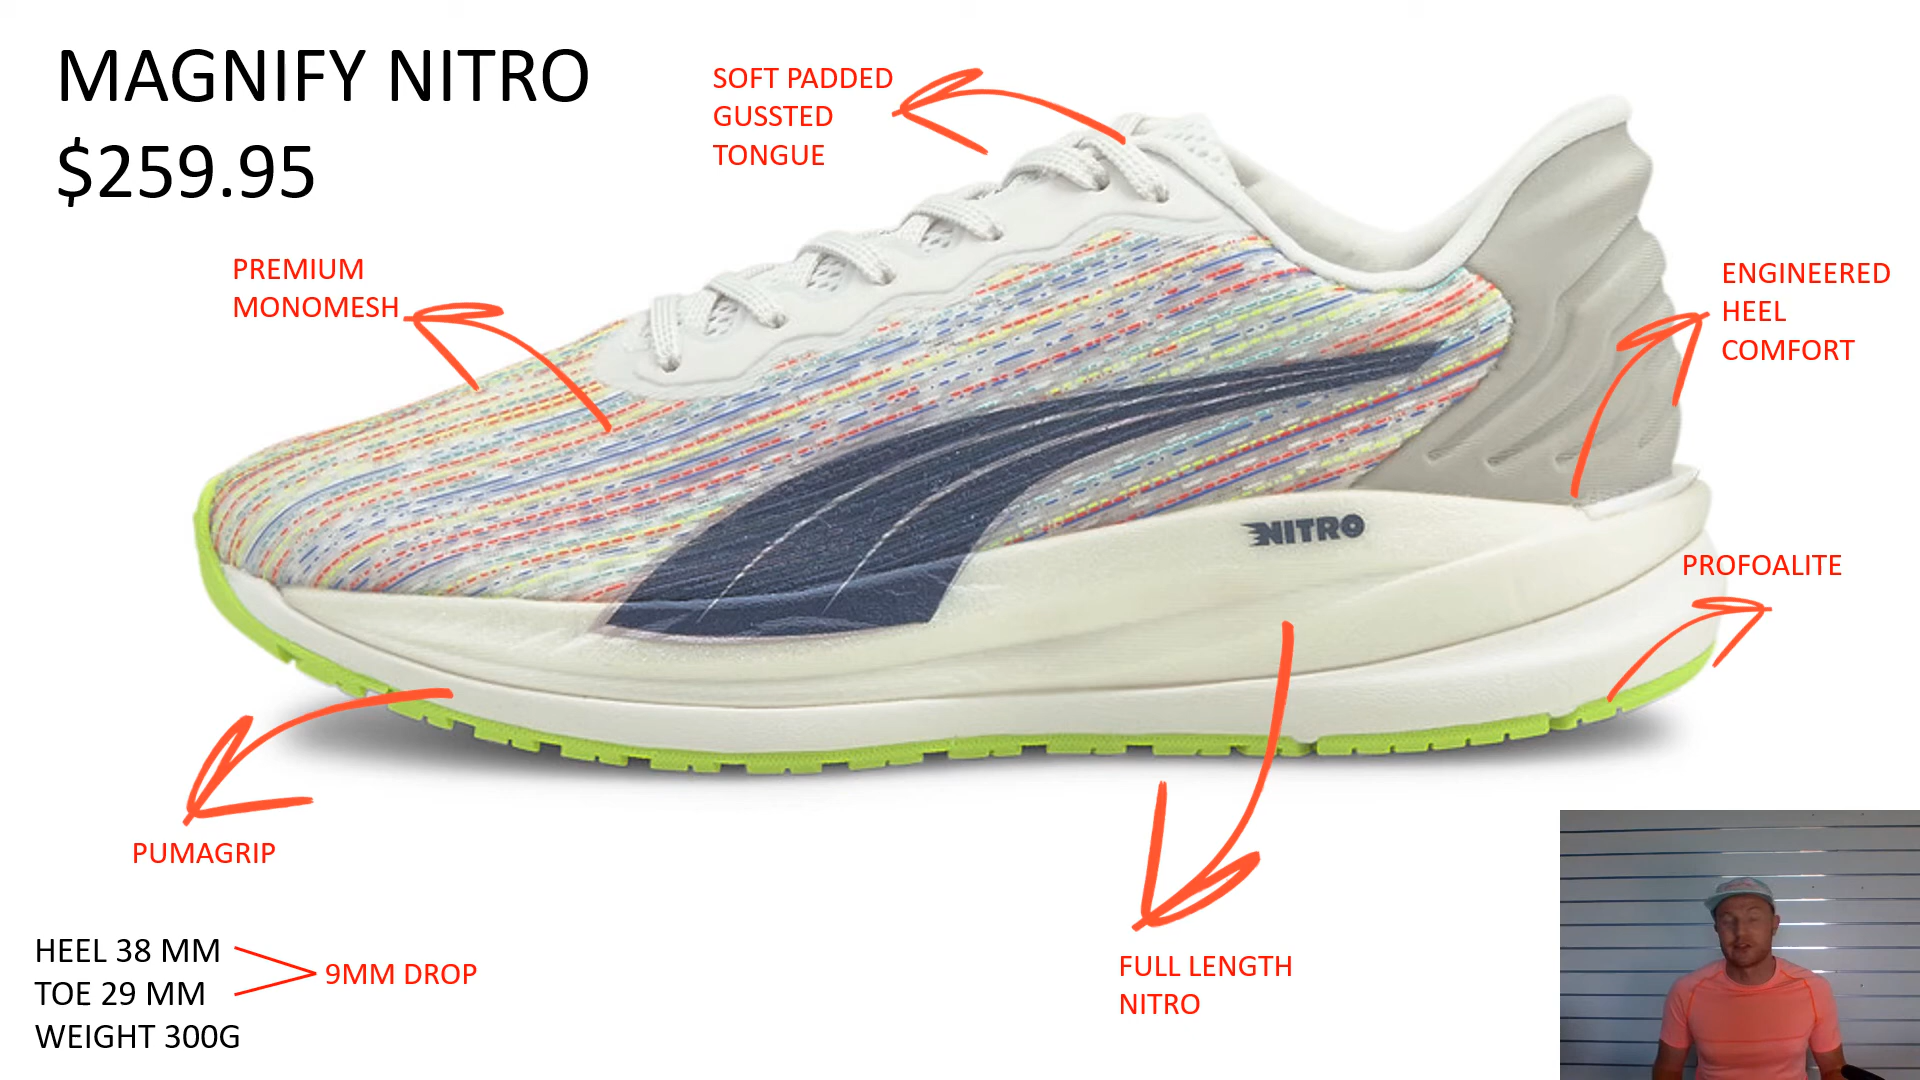 MAGNIFY NITRO
$259.95
SOFT PADDED
GUSSTED
TONGUE
PREMIUM
MONOMESH
ENGINEERED
HEEL
COMFORT
NITRO
PROFOALITE
PUMAGRIP
HEEL 38 MM
TOE 29 MM
WEIGHT 300G
9MM DROP
FULL LENGTH
NITRO